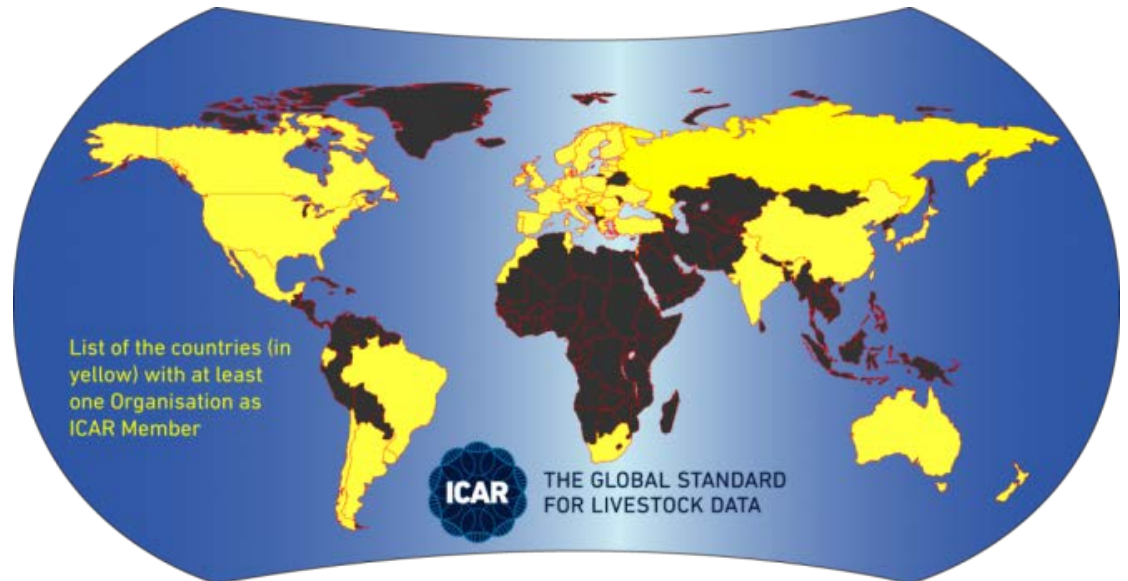 List of the countries (in
yellow) with at least
one Organisation as
ICAR Member
ICAR
THE GLOBAL STANDARD
FOR LIVESTOCK DATA